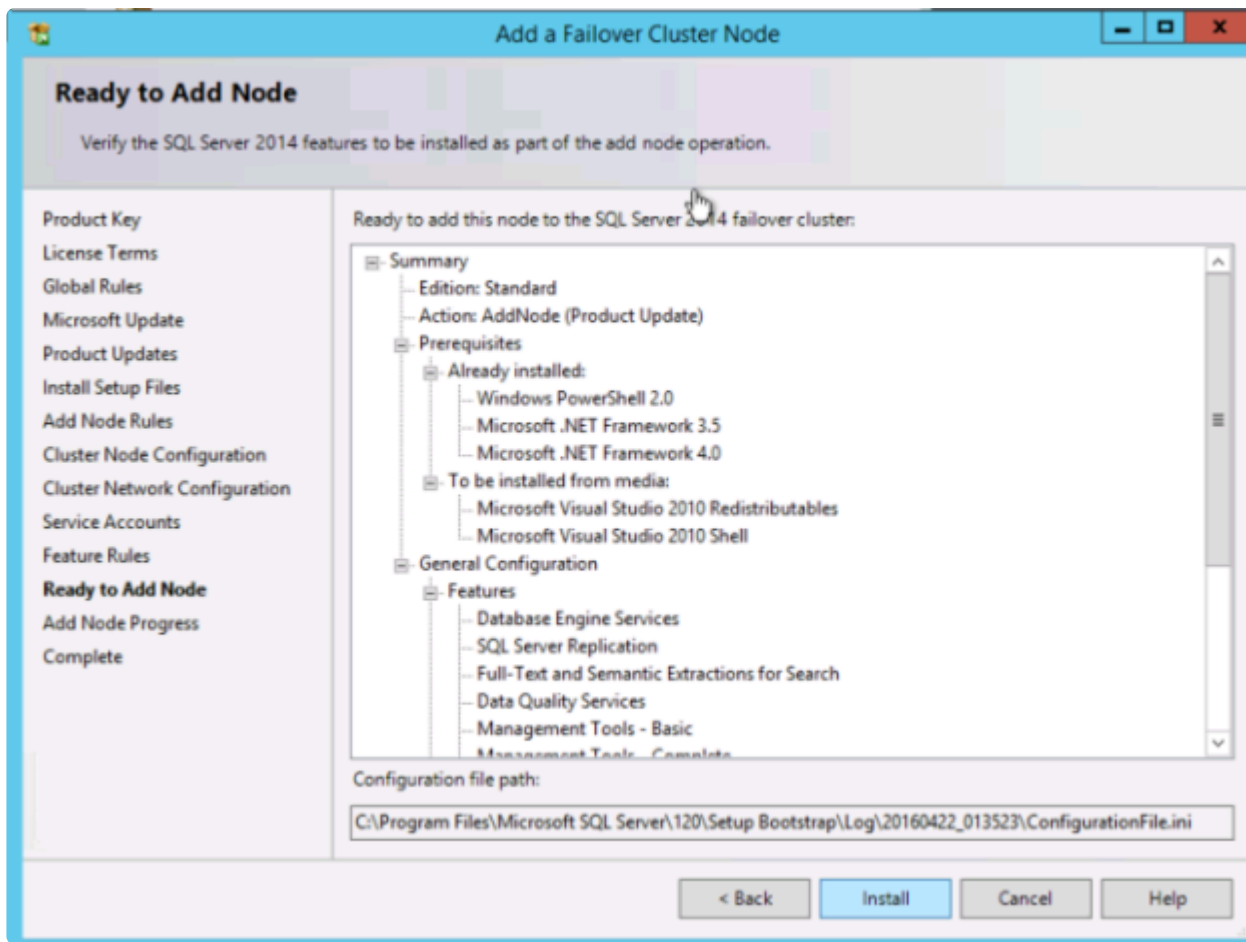 Add a Failover Cluster Node
Ready to Add Node
Verify the SQL Server 2014 features to be installed as part of the add node operation.
Product Key
License Terms
Global Rules
Microsoft Update
Product Updates
Install Setup Files
Add Node Rules
Cluster Node Configuration
Cluster Network Configuration
Service Accounts
Feature Rules
Ready to Add Node
Add Node Progress
Complete
Ready to add this node to the SQL Server 2014 failover cluster:
Summary
Edition: Standard
Action: AddNode (Product Update)
Prerequisites
Already installed:
Windows PowerShell 2.0
Microsoft .NET Framework 3.5
Microsoft .NET Framework 4.0
To be installed from media:
Microsoft Visual Studio 2010 Redistributables
Microsoft Visual Studio 2010 Shell
General Configuration
Features
Database Engine Services
SQL Server Replication
Full-Text and Semantic Extractions for Search
Data Quality Services
Management Tools - Basic
Management Tools - Complete
Configuration file path:
C:\Program Files\Microsoft SQL Server\120\Setup Bootstrap\Log\20160422_013523\ConfigurationFile.ini
< Back
Install
Cancel
Help